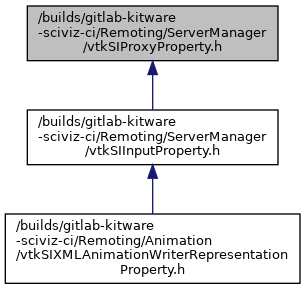 /builds/gitlab-kitware
-sciviz-ci/Remoting/ServerManager
/vtkSIProxyProperty.h
/builds/gitlab-kitware
-sciviz-ci/Remoting/ServerManager
/vtkSIInputProperty.h
/builds/gitlab-kitware
-sciviz-ci/Remoting/Animation
/vtkSIXMLAnimationWriterRepresentation
Property.h